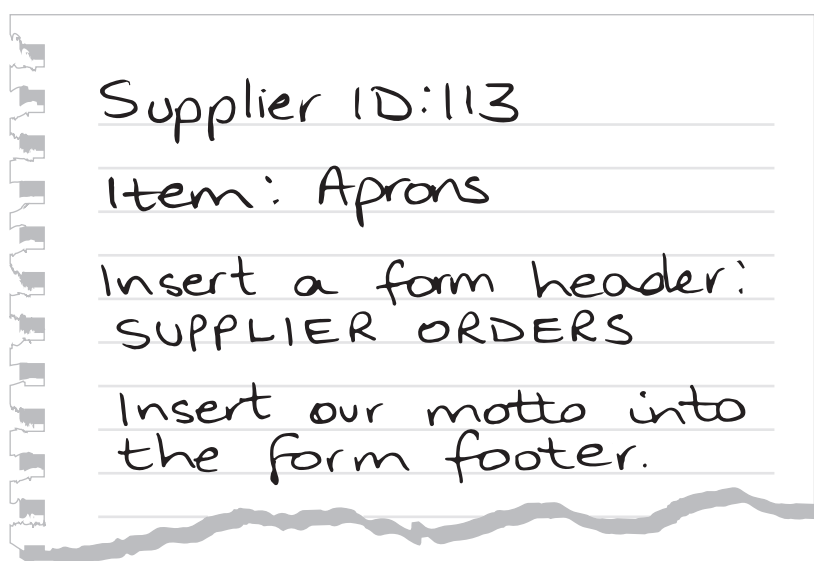 Supplier ID:113
Item: Aprons
Insert a form header:
SUPPLIER ORDERS
Insert our motto into
the form footer.